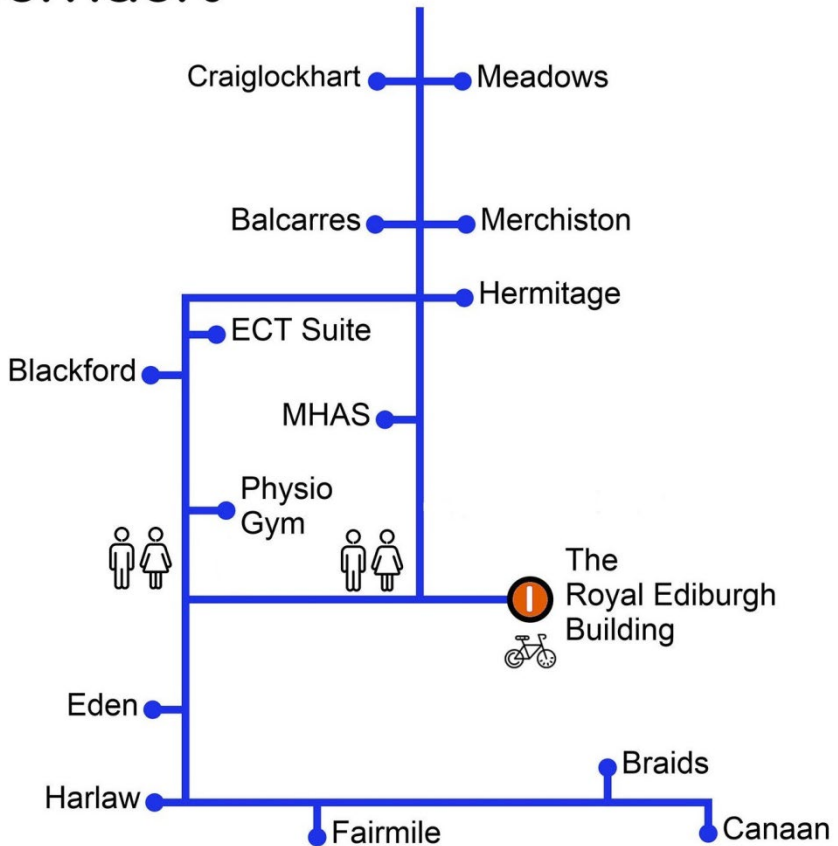 Craiglockhart
Meadows
Balcarres
Merchiston
Hermitage
ECT Suite
Blackford
MHAS
Physio
Gym
The
Royal Ediburgh
Building
Eden
Braids
Harlaw
Fairmile
Canaan